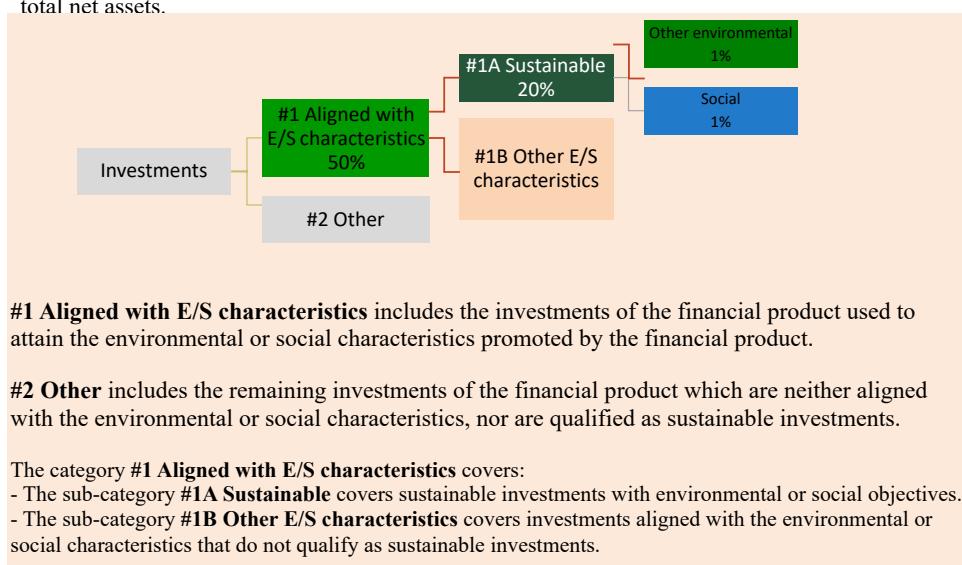 total net assets.
Other environmental
1%
#1A Sustainable
20%
Social
1%
#1 Aligned with
E/S characteristics
50%
#1B Other E/S
characteristics
Investments
#2 Other
#1 Aligned with E/S characteristics includes the investments of the financial product used to
attain the environmental or social characteristics promoted by the financial product.
#2 Other includes the remaining investments of the financial product which are neither aligned
with the environmental or social characteristics, nor are qualified as sustainable investments.
The category #1 Aligned with E/S characteristics covers:
- The sub-category #1A Sustainable covers sustainable investments with environmental or social objectives.
- The sub-category #1B Other E/S characteristics covers investments aligned with the environmental or
social characteristics that do not qualify as sustainable investments.